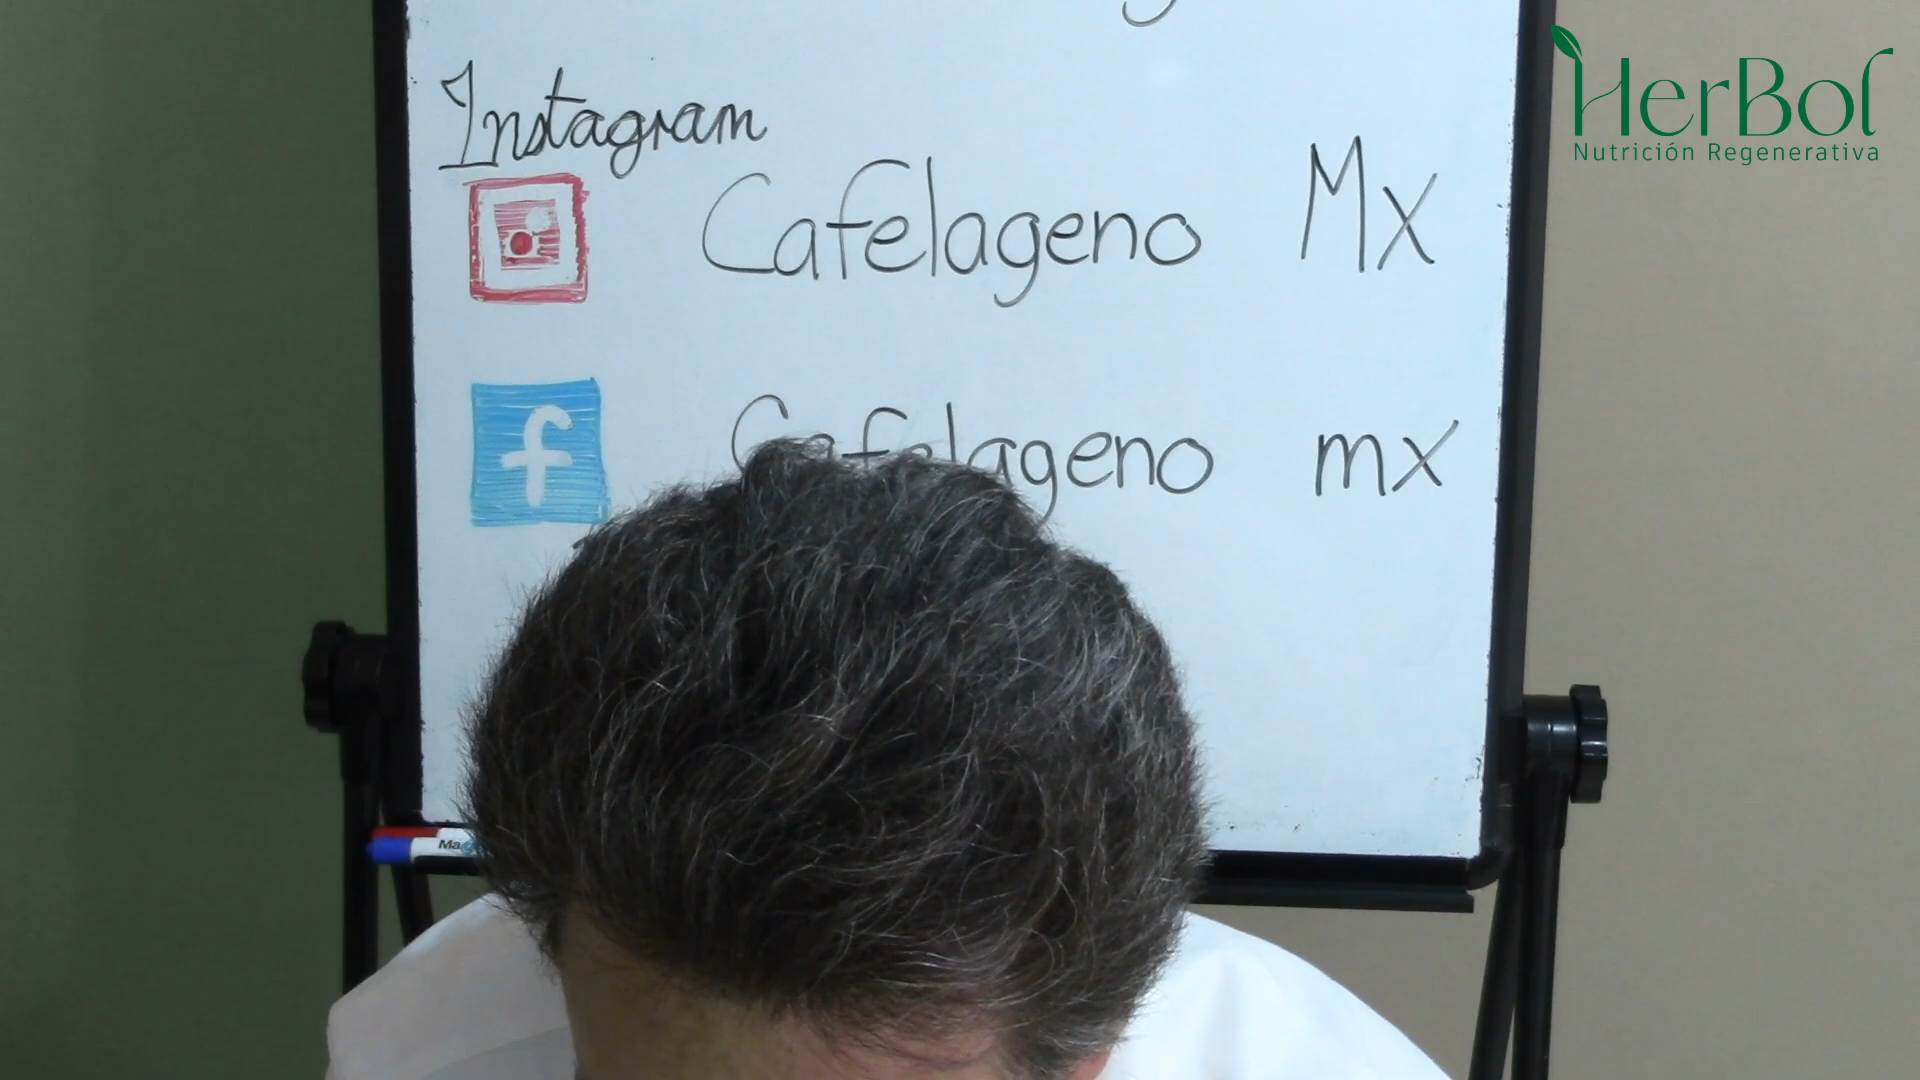 HerBol
Nutrición Regenerativa
Instagram
Cafelageno Mx
f
mx